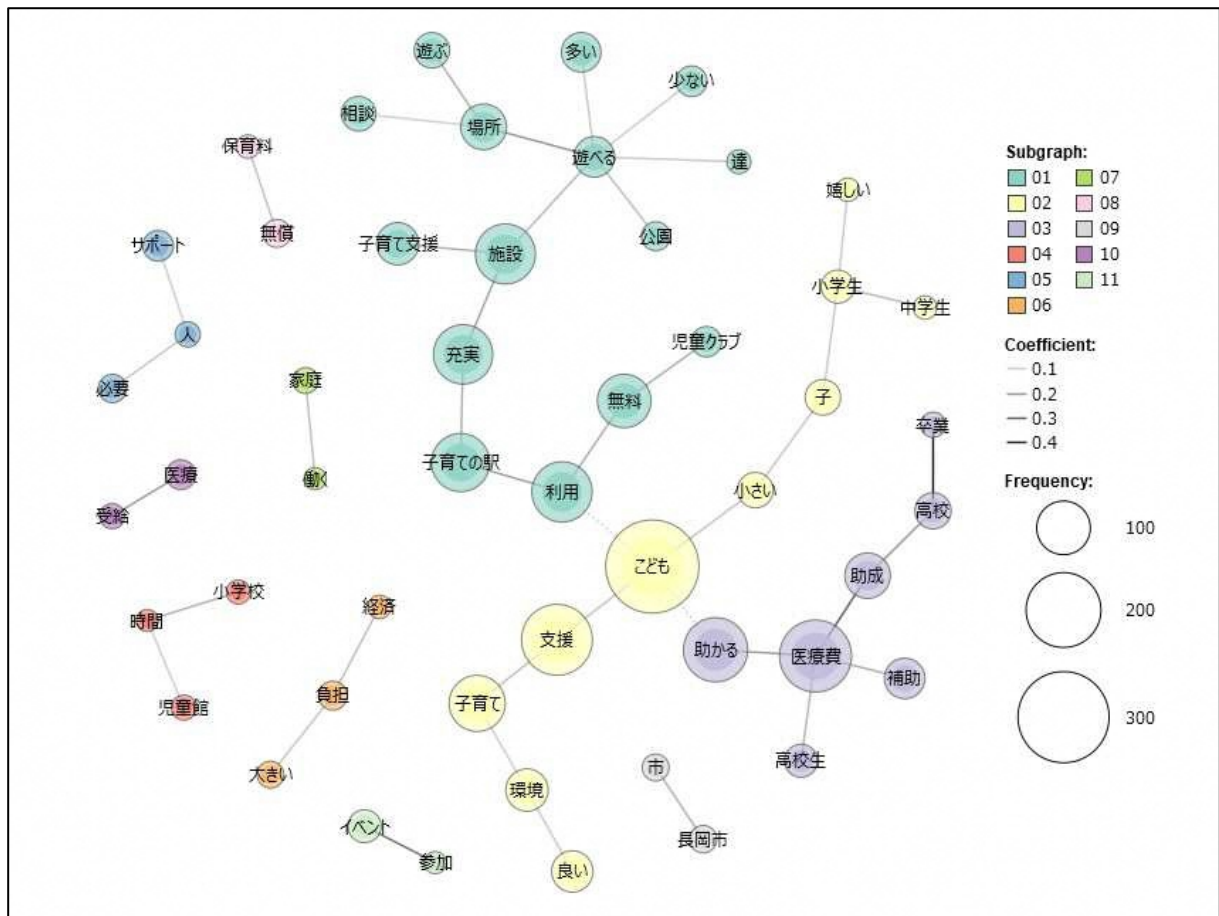 遊ぶ
多い
少ない
相談
場所
遊べる
達
保育料
無償
サポート
人
必要
子育て支援
施設
公園
嬉しい
小学生
中学生
充実
児童クラブ
無料
子
家庭
働く
子育ての駅
利用
小さい
卒業
高校
医療
受給
こども
助成
小学校
時間
児童館
経済
負担
大きい
支援
助かる
医療費
補助
子育て
高校生
環境
市
長岡市
イベント
参加
良い
Subgraph:
01 07
02 08
03 09
04 10
05 11
06
Coefficient:
0.1
0.2
0.3
0.4
Frequency:
100
200
300